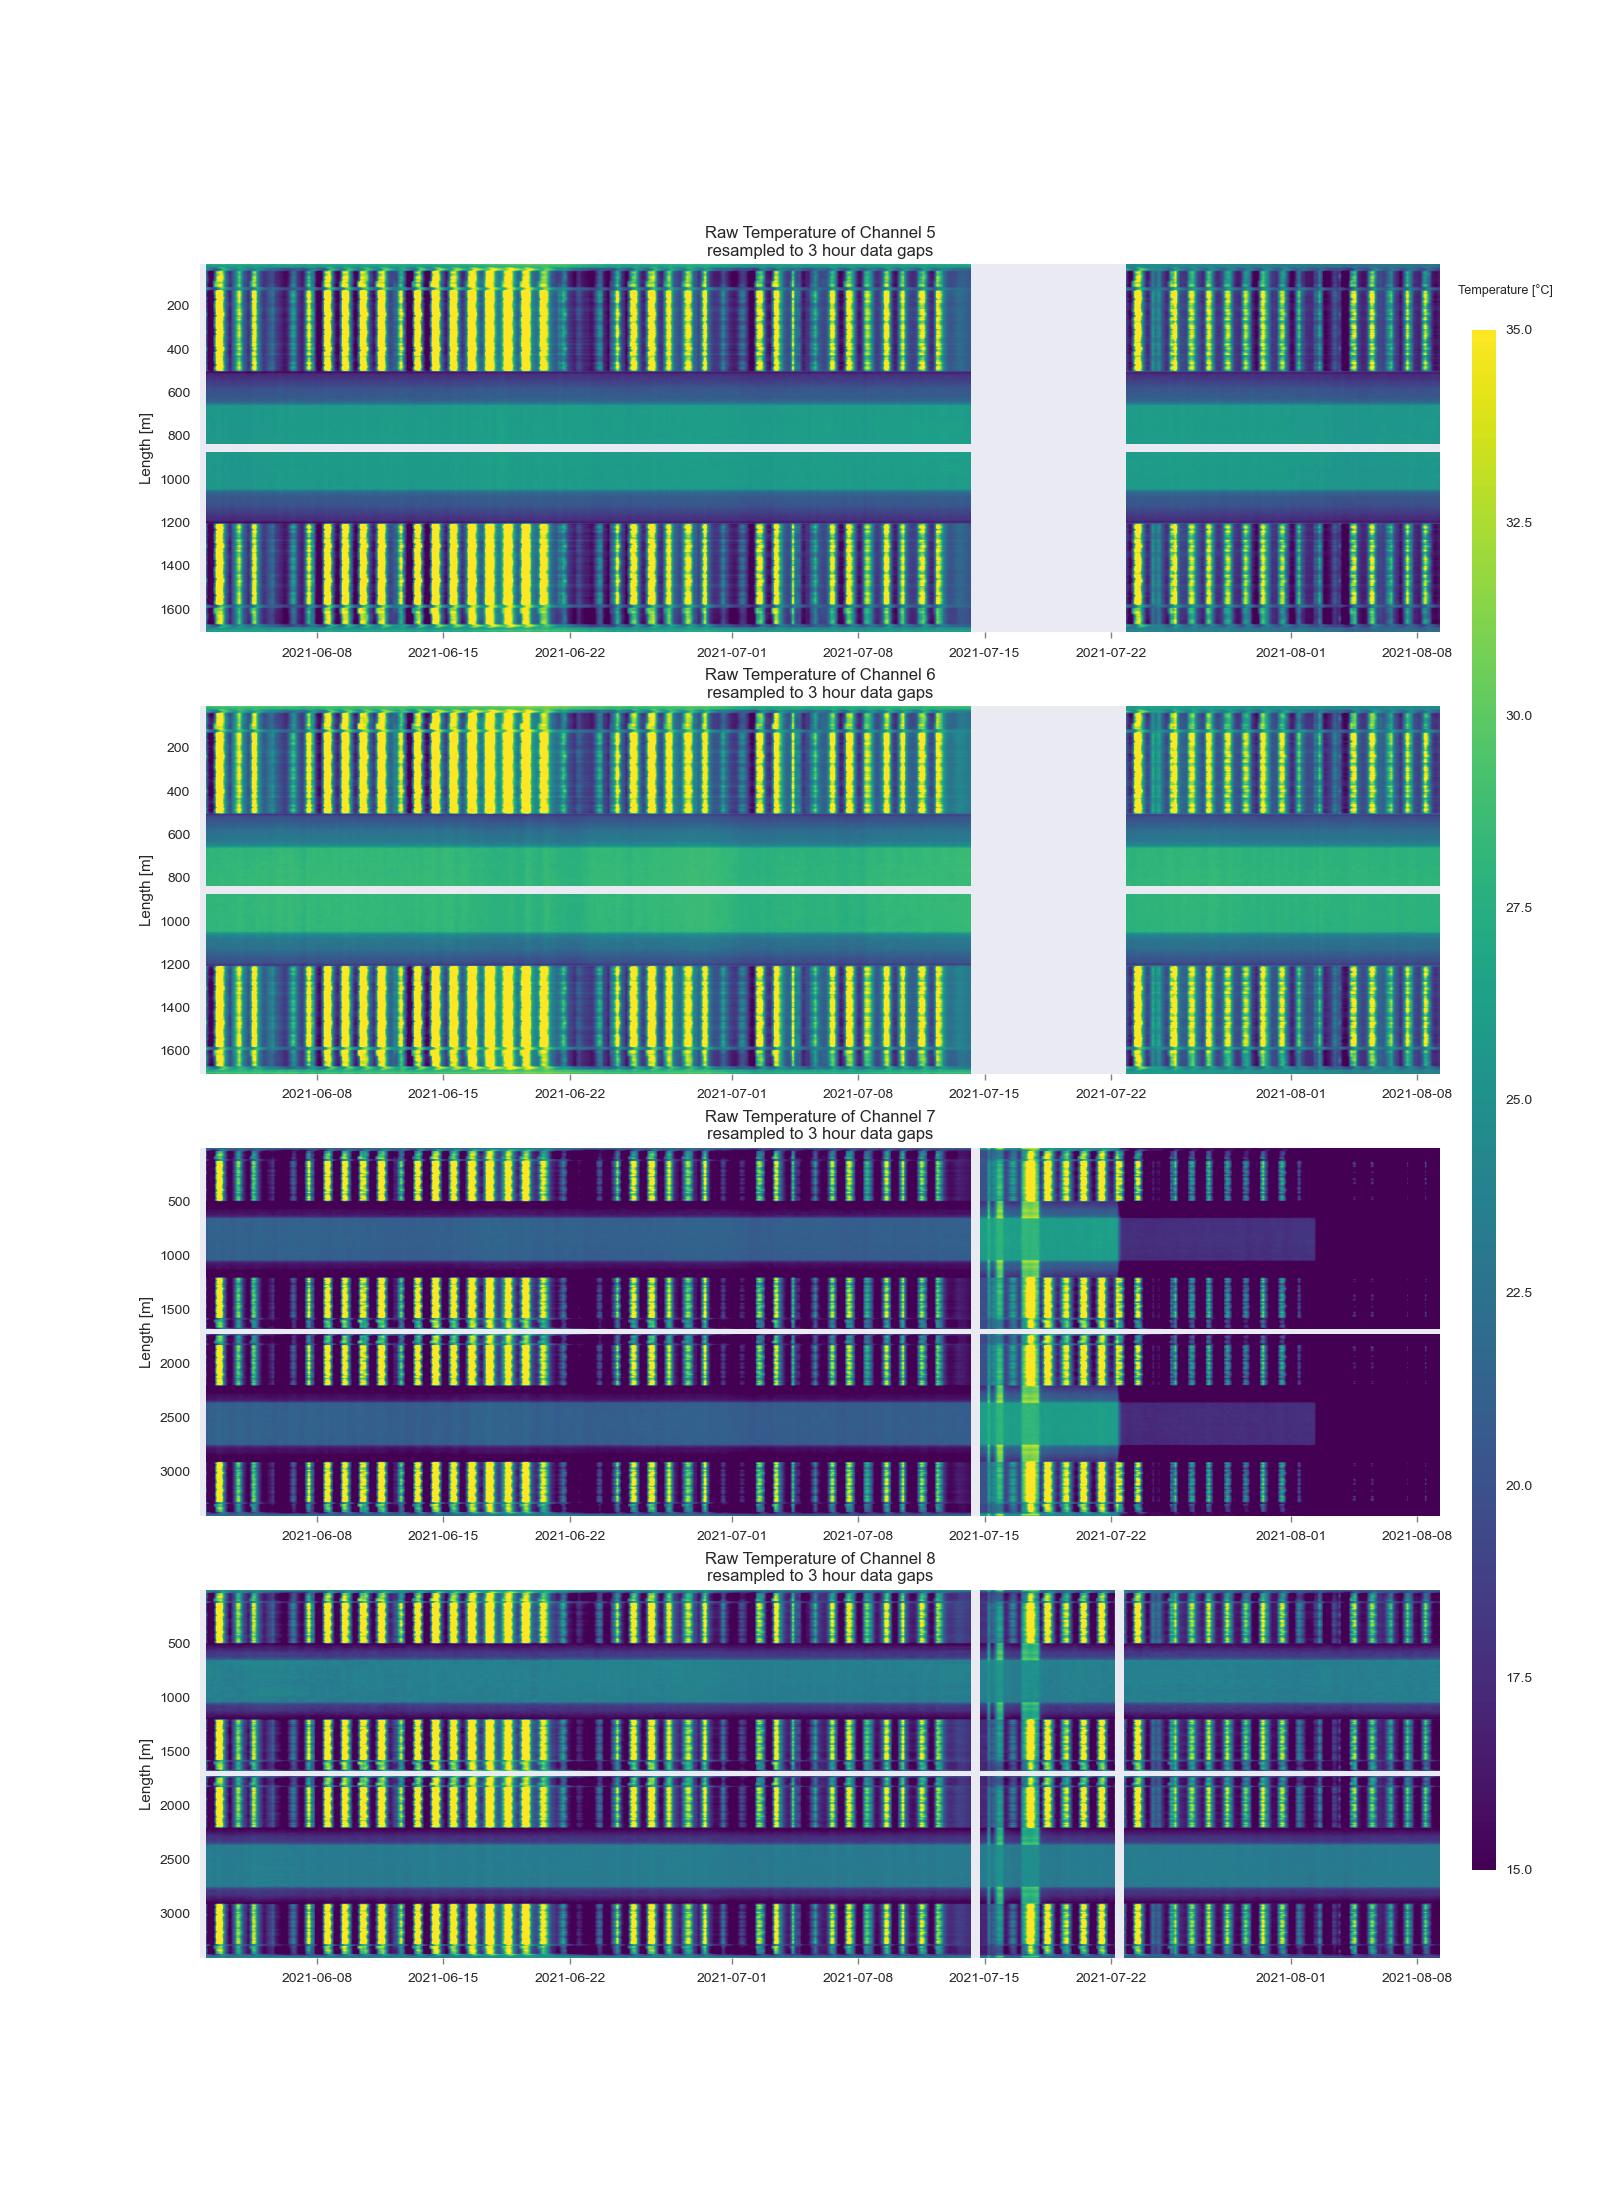 Raw Temperature of Channel 5
resampled to 3 hour data gaps
Temperature [°C]
Length [m]
200
400
600
800
1000
1200
1400
1600
2021-06-08 2021-06-15 2021-06-22 2021-07-01 2021-07-08 2021-07-15 2021-07-22 2021-08-01 2021-08-08
Raw Temperature of Channel 6
resampled to 3 hour data gaps
Length [m]
200
400
600
800
1000
1200
1400
1600
2021-06-08 2021-06-15 2021-06-22 2021-07-01 2021-07-08 2021-07-15 2021-07-22 2021-08-01 2021-08-08
Raw Temperature of Channel 7
resampled to 3 hour data gaps
Length [m]
500
1000
1500
2000
2500
3000
2021-06-08 2021-06-15 2021-06-22 2021-07-01 2021-07-08 2021-07-15 2021-07-22 2021-08-01 2021-08-08
Raw Temperature of Channel 8
resampled to 3 hour data gaps
Length [m]
500
1000
1500
2000
2500
3000
2021-06-08 2021-06-15 2021-06-22 2021-07-01 2021-07-08 2021-07-15 2021-07-22 2021-08-01 2021-08-08
35.0
32.5
30.0
27.5
25.0
22.5
20.0
17.5
15.0